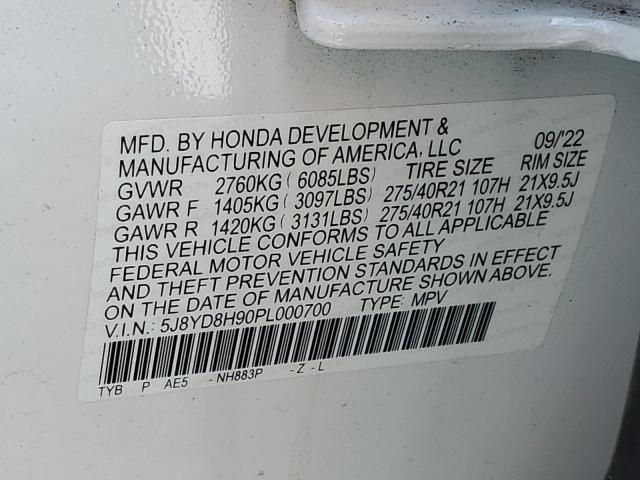 MFD. BY HONDA DEVELOPMENT & 09/22
MANUFACTURING OF AMERICA, LLC
TIRE SIZE RIM SIZE
GVWR 2760KG ( 6085LBS)
GAWR F 1405KG ( 3097LBS) 275/40R21 107H 21X9.5J
GAWR R 1420KG ( 3131LBS) 275/40R21 107H 21X9.5J
THIS VEHICLE CONFORMS TO ALL APPLICABLE
FEDERAL MOTOR VEHICLE SAFETY
AND THEFT PREVENTION STANDARDS IN EFFECT
ON THE DATE OF MANUFACTURE SHOWN ABOVE.
V.I.N.: 5J8YD8H90PL000700 TYPE: MPV
TYB P AE5 -NH883P -Z-L